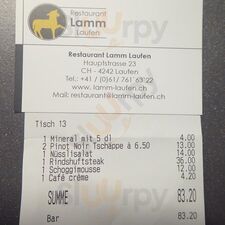 Restaurant
Lamm
Laufen
Restaurant Lamm Laufen
Hauptstrasse 23
CH - 4242 Laufen
Tel.: +41 / (0)61/ 761 63 22
www. lamm-laufen.ch
Mail: restaurant@lamm-laufen.ch
Tisch 13
1 Mineral mit 5 dl 4.00
2 Pinot Noir Tschäppe à 6.50 13.00
1 Nüsslisalat 14.00
1 Rindshuftsteak 36.00
1 Schoggimousse 12.00
1 Café crème 4.20
SUMME 83.20
Bar 83.20